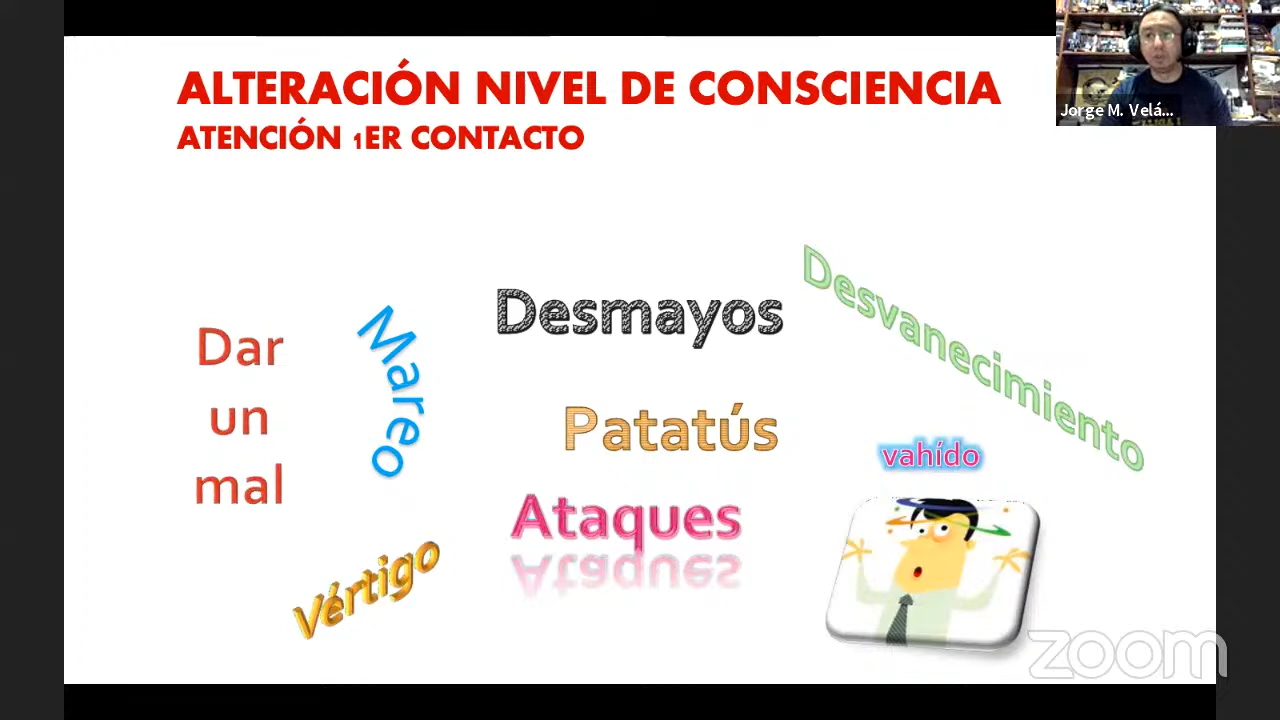 ALTERACIÓN NIVEL DE CONSCIENCIA
ATENCIÓN 1ER CONTACTO
Jorge M. Velá...
Desmayos
Desvanecimiento
Dar
un
mal
Mareo
Patatús
vahído
Ataques
Vértigo
zoom